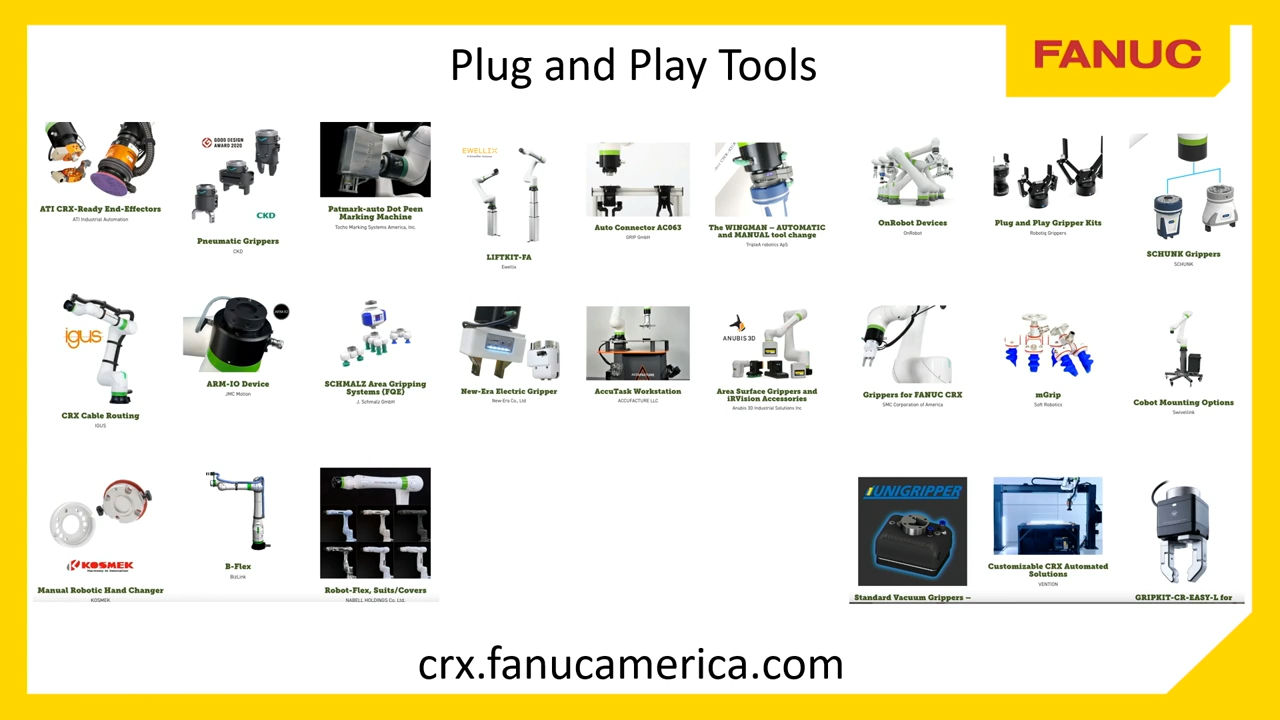 Plug and Play Tools
FANUC
ATI CRX-Ready End-Effectors
ATI Industrial Automation
GOOD DESIGN
AWARD 2020
CKD
Pneumatic Grippers
CKD
Patmark-auto Dot Peen
Marking Machine
Techo Marking Systems America, Inc.
EWELLIX
LIFTKIT-FA
Ewellix
Auto Connector AC063
GRIP GmbH
The WINGMAN – AUTOMATIC
and MANUAL tool change
TripleA robotics ApS
OnRobot Devices
OnRobot
Plug and Play Gripper Kits
Robotiq Grippers
SCHUNK Grippers
SCHUNK
igus
CRX Cable Routing
IGUS
ARM-IO Device
JMC Motion
SCHMALZ Area Gripping
Systems (FQE)
J. Schmalz GmbH
New-Era Electric Gripper
New-Era Co., Ltd
AccuTask Workstation
ACCUFACTURE LLC
ANUBIS 3D
Area Surface Grippers and
iRVision Accessories
Anubis 3D Industrial Solutions Inc
Grippers for FANUC CRX
SMC Corporation of America
mGrip
Soft Robotics
Cobot Mounting Options
Swivellink
KOSMEK
Harmony in Innovation
Manual Robotic Hand Changer
KOSMEK
B-Flex
BizLink
Robot-Flex, Suits/Covers
NABELL HOLDINGS Co. Ltd.
UNIGRIPPER
Standard Vacuum Grippers –
Customizable CRX Automated
Solutions
VENTION
GRIPKIT-CR-EASY-L for
crx.fanucamerica.com